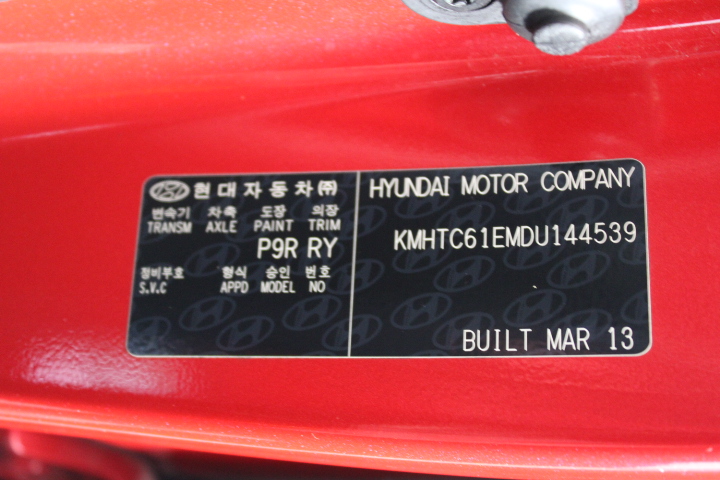 현대자동차㈜
변속기 차축 도장 의장
TRANSM AXLE PAINT TRIM
P9R RY
정비부호 형식 승인 번호
S.V.C APPD MODEL NO
HYUNDAI MOTOR COMPANY
KMHTC61EMDU144539
BUILT MAR 13